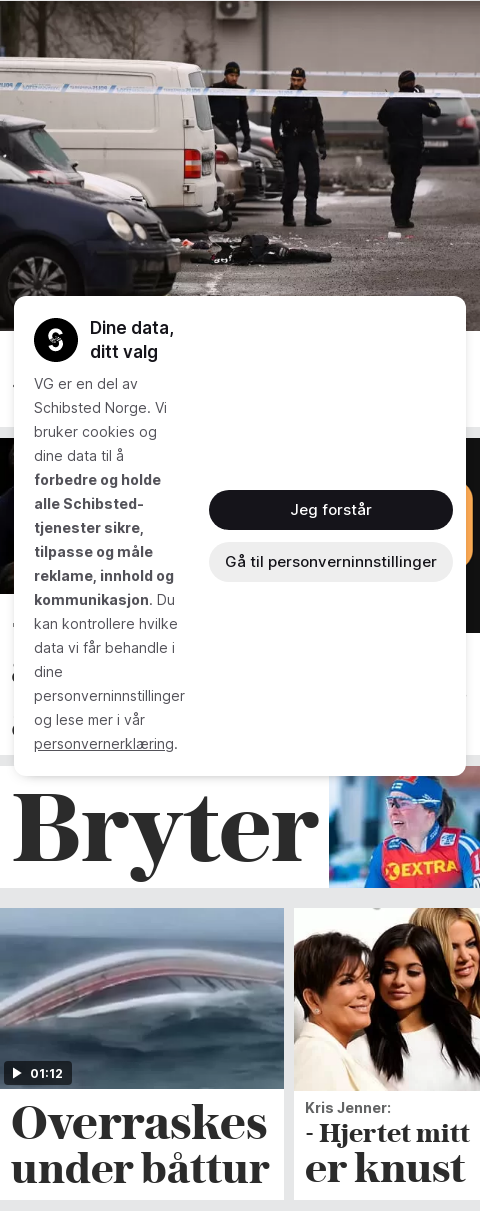 Dine data,
ditt valg
VG er en del av
Schibsted Norge. Vi
bruker cookies og
dine data til å
forbedre og holde
alle Schibsted-
tjenester sikre,
tilpasse og måle
reklame, innhold og
kommunikasjon. Du
kan kontrollere hvilke
data vi får behandle i
dine
personverninnstillinger
og lese mer i vår
personvernerklæring.
Jeg forstår
Gå til personverninnstillinger
Bryter
EXTRA
01:12
Overraskes
under båttur
Kris Jenner:
- Hjertet mitt
er knust